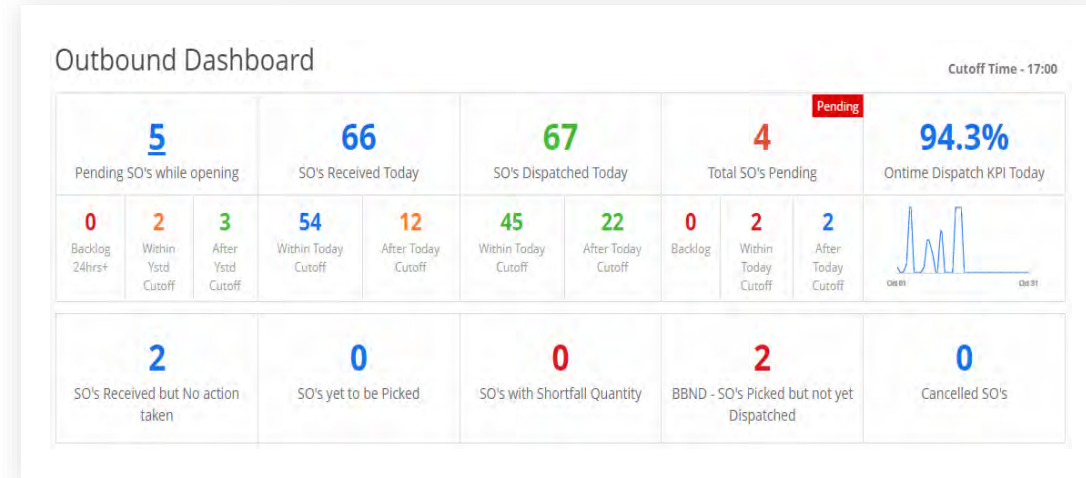 Outbound Dashboard
Cutoff Time - 17:00
Pending
5
Pending SO's while opening
66
SO's Received Today
67
SO's Dispatched Today
4
Total SO's Pending
94.3%
Ontime Dispatch KPI Today
0
Backlog
24hrs+
2
Within
Ystd
Cutoff
3
After
Ystd
Cutoff
54
Within Today
Cutoff
12
After Today
Cutoff
45
Within Today
Cutoff
22
After Today
Cutoff
0
Backlog
2
Within
Today
Cutoff
2
After
Today
Cutoff
Oct 01
Oct 31
2
SO's Received but No action
taken
0
SO's yet to be Picked
0
SO's with Shortfall Quantity
2
BBND - SO's Picked but not yet
Dispatched
0
Cancelled SO's